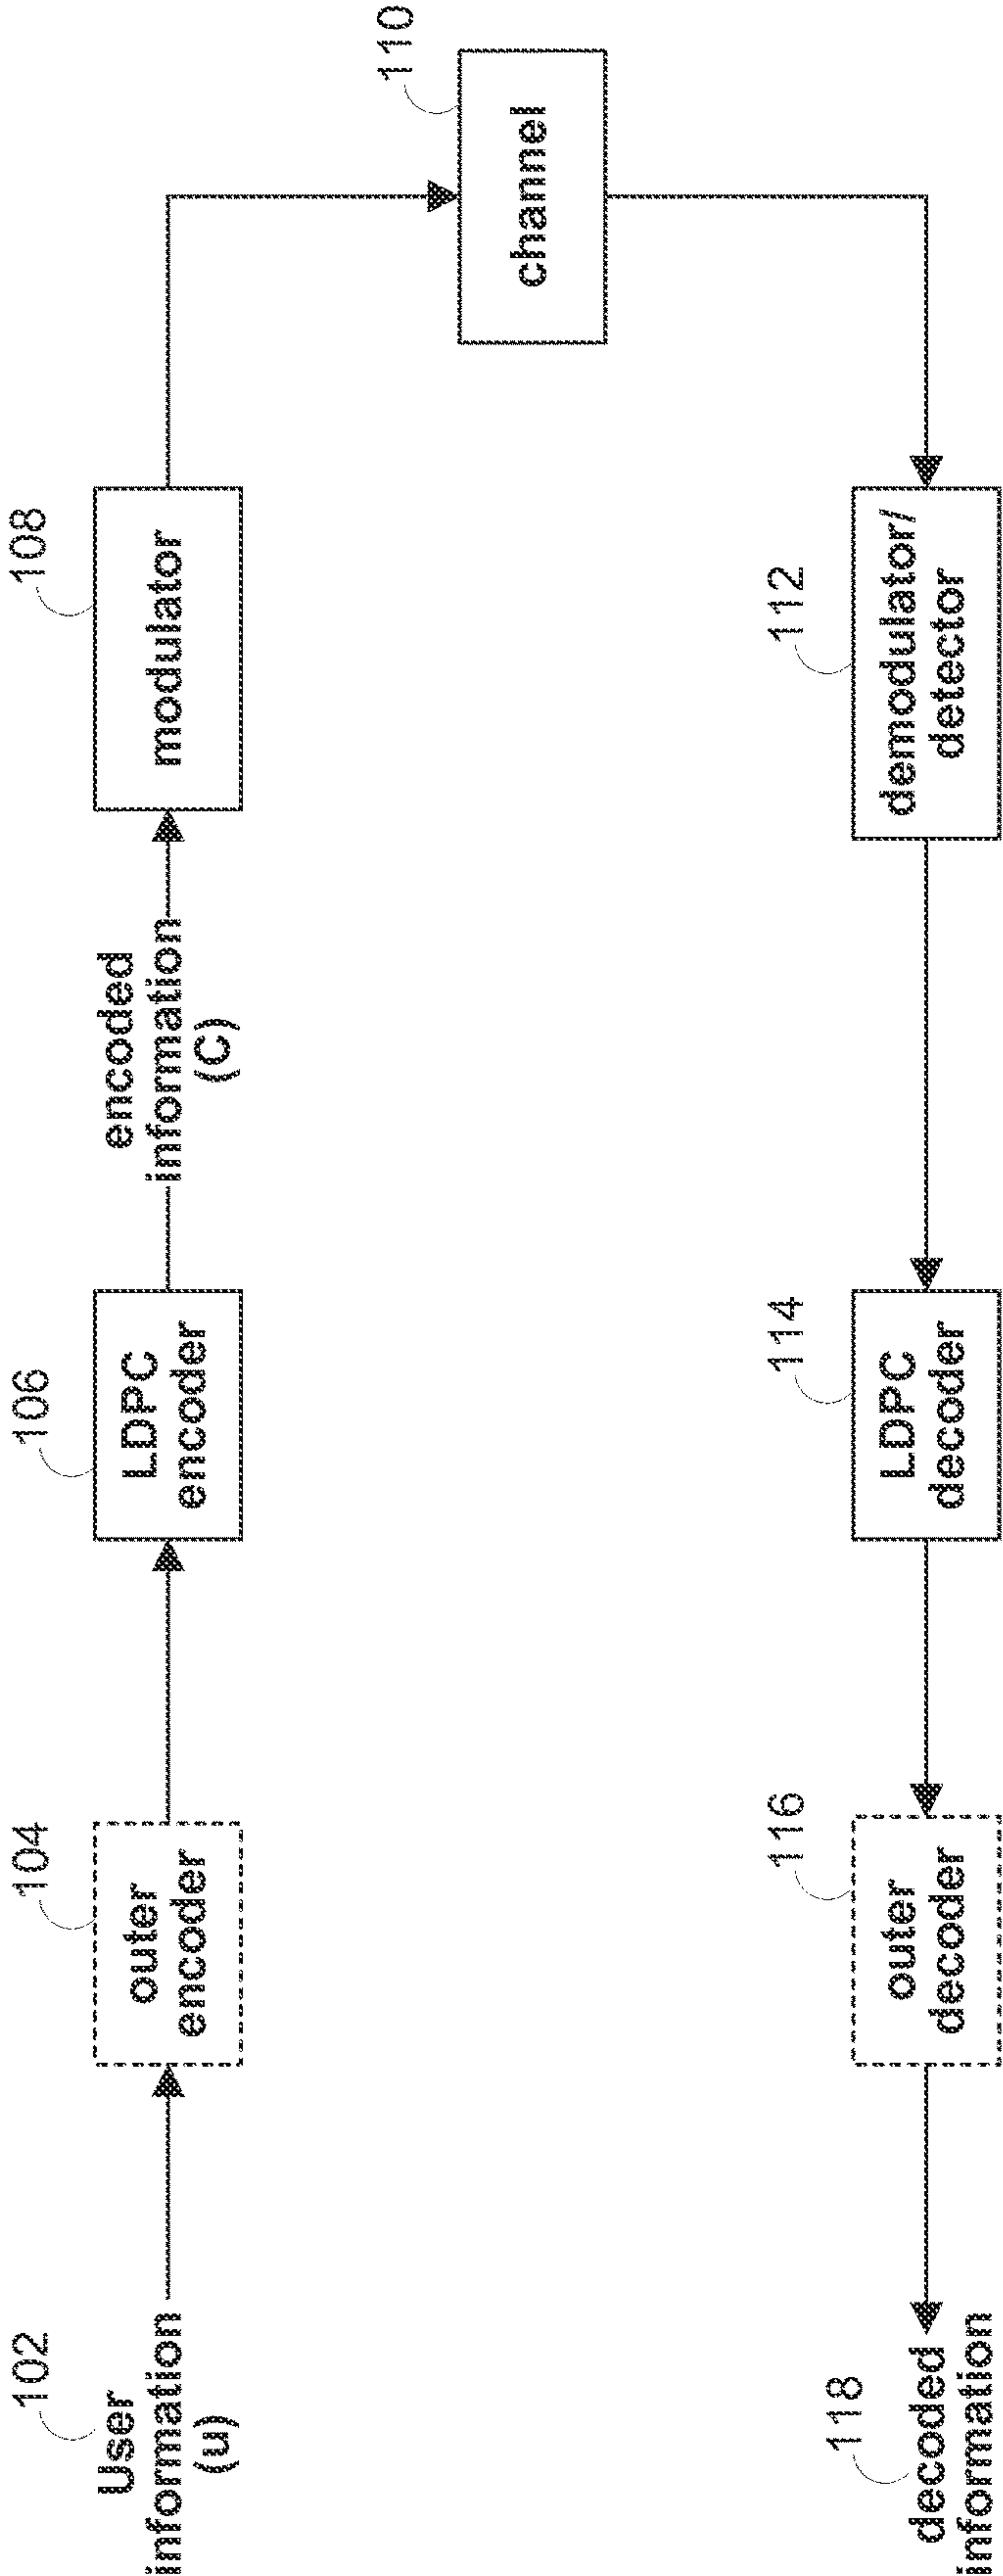 102
User
information
(u)
104
outer
encoder
106
LDPC
encoder
encoded
information
(C)
108
modulator
110
channel
112
demodulator/
detector
114
LDPC
decoder
116
outer
decoder
118
decoded
information